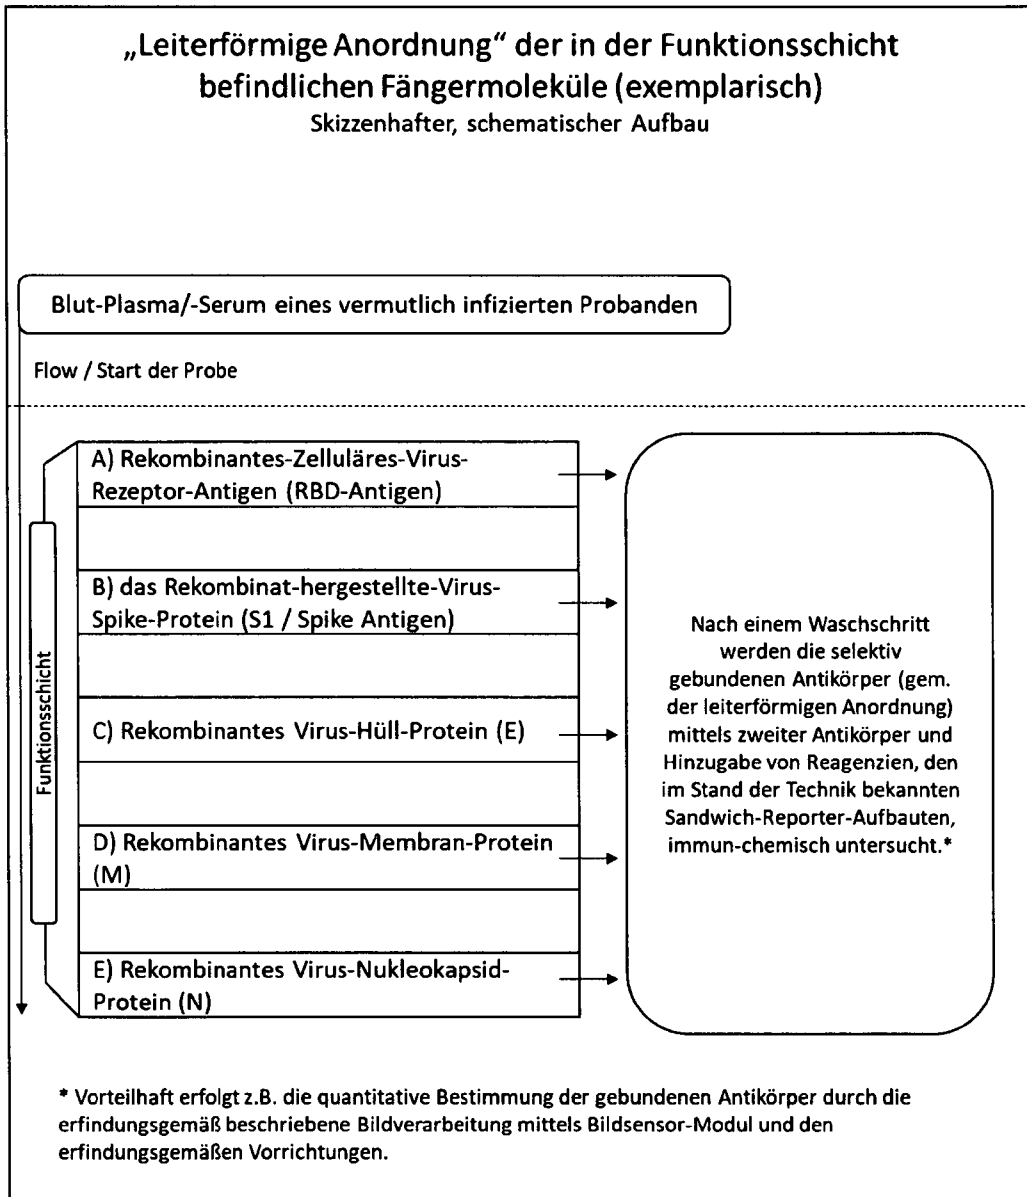 „Leiterförmige Anordnung“ der in der Funktionsschicht
befindlichen Fängermoleküle (exemplarisch)
Skizzenhafter, schematischer Aufbau
Blut-Plasma/-Serum eines vermutlich infizierten Probanden
Flow / Start der Probe
Funktionsschicht
A) Rekombinantes-Zelluläres-Virus-
Rezeptor-Antigen (RBD-Antigen)
B) das Rekombinat-hergestellte-Virus-
Spike-Protein (S1 / Spike Antigen)
C) Rekombinantes Virus-Hüll-Protein (E)
D) Rekombinantes Virus-Membran-Protein
(M)
E) Rekombinantes Virus-Nukleokapsid-
Protein (N)
Nach einem Waschschritt
werden die selektiv
gebundenen Antikörper (gem.
der leiterförmigen Anordnung)
mittels zweiter Antikörper und
Hinzugabe von Reagenzien, den
im Stand der Technik bekannten
Sandwich-Reporter-Aufbauten,
immun-chemisch untersucht.*
* Vorteilhaft erfolgt z.B. die quantitative Bestimmung der gebundenen Antikörper durch die
erfindungsgemäß beschriebene Bildverarbeitung mittels Bildsensor-Modul und den
erfindungsgemäßen Vorrichtungen.